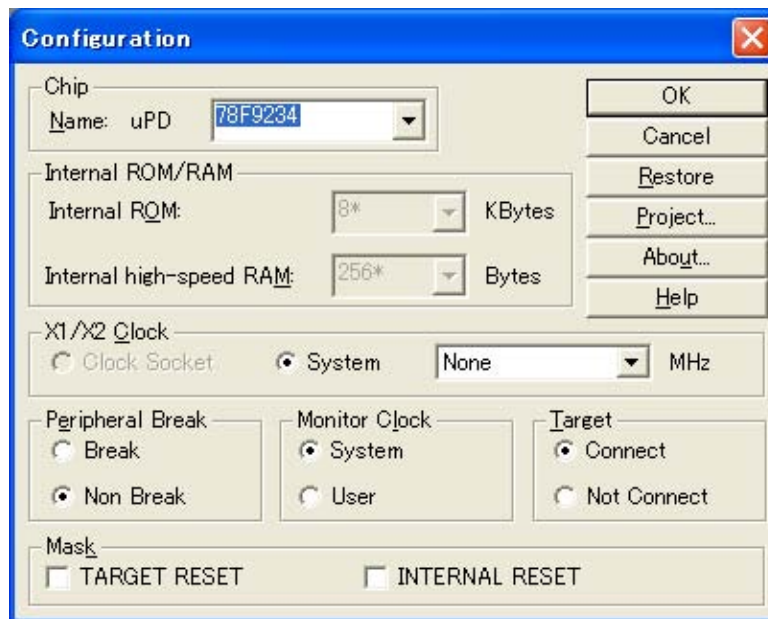 Configuration
Chip
Name: uPD 78F9234
OK
Cancel
Restore
Project...
About...
Help
Internal ROM/RAM
Internal ROM: 8* KBytes
Internal high-speed RAM: 256* Bytes
X1/X2 Clock
Clock Socket System None MHz
Peripheral Break
Break
Non Break
Monitor Clock
System
User
Target
Connect
Not Connect
Mask
TARGET RESET INTERNAL RESET